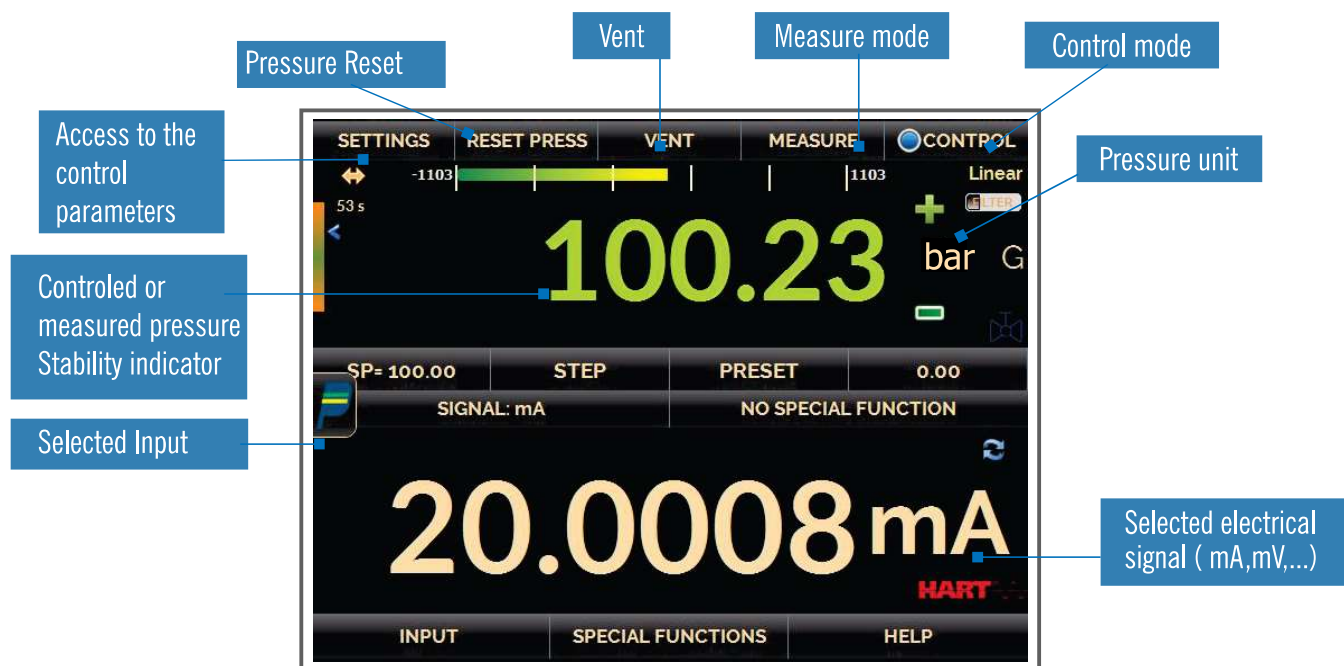 Vent
Measure mode
Control mode
Pressure Reset
Access to the
control
parameters
Pressure unit
Controled or
measured pressure
Stability indicator
Selected Input
Selected electrical
signal ( mA,mV,...)
SETTINGS
RESET PRESS
VENT
MEASURE
CONTROL
-1103
1103
Linear
53 s
<
FILTER
100.23
bar
G
SP= 100.00
STEP
PRESET
0.00
SIGNAL: mA
NO SPECIAL FUNCTION
20.0008 mA
HART
INPUT
SPECIAL FUNCTIONS
HELP